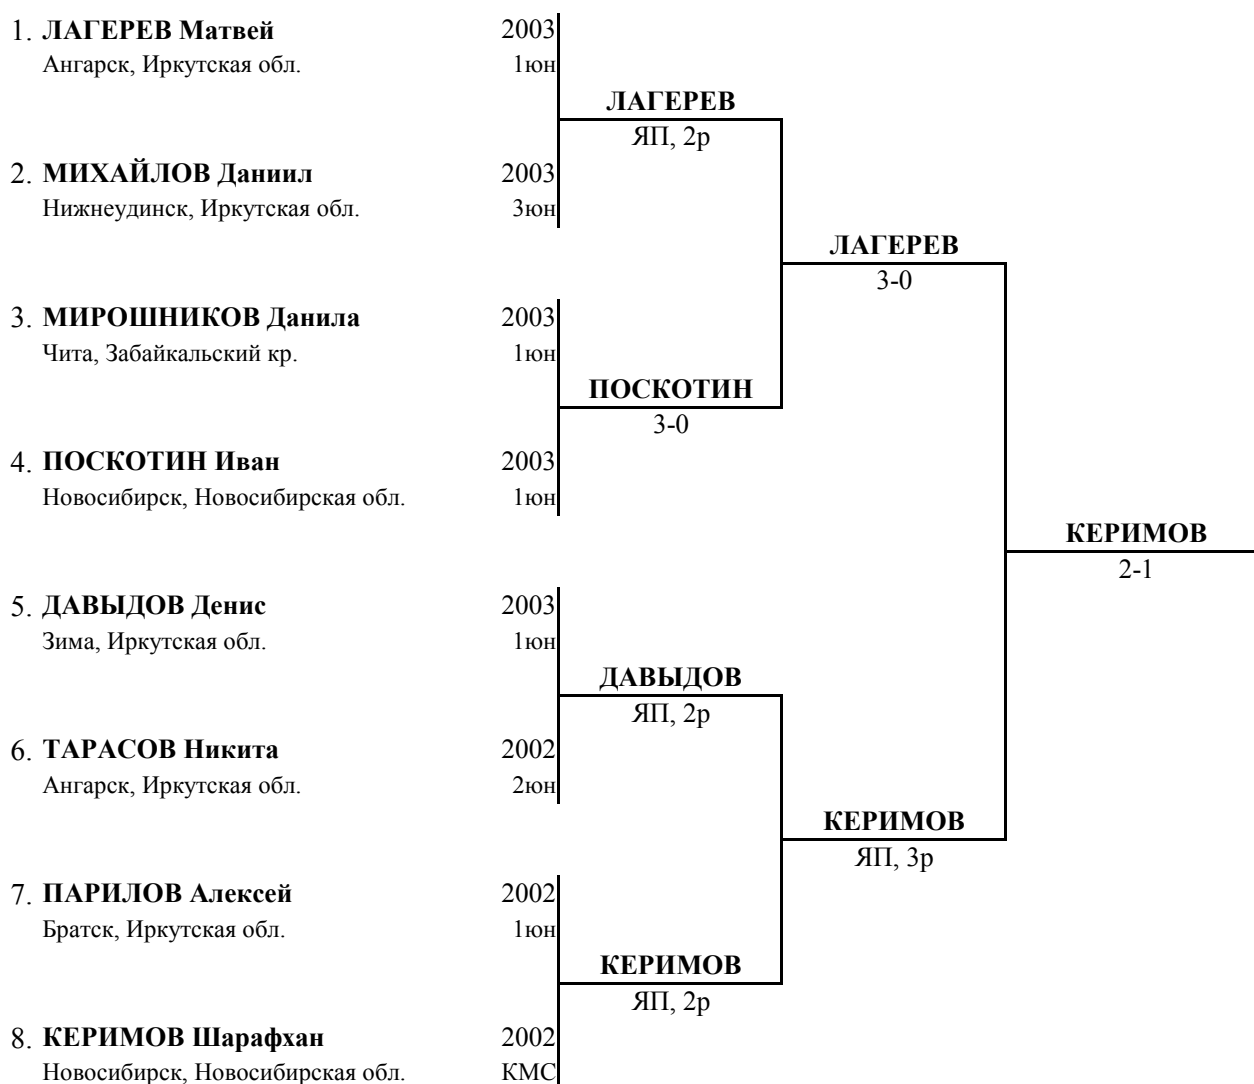 1. ЛАГЕРЕВ Матвей 2003
Ангарск, Иркутская обл. 1юн
ЛАГЕРЕВ
ЯП, 2р
2. МИХАЙЛОВ Даниил 2003
Нижнеудинск, Иркутская обл. 3юн
ЛАГЕРЕВ
3-0
3. МИРОШНИКОВ Данила 2003
Чита, Забайкальский кр. 1юн
ПОСКОТИН
3-0
4. ПОСКОТИН Иван 2003
Новосибирск, Новосибирская обл. 1юн
КЕРИМОВ
2-1
5. ДАВЫДОВ Денис 2003
Зима, Иркутская обл. 1юн
ДАВЫДОВ
ЯП, 2р
6. ТАРАСОВ Никита 2002
Ангарск, Иркутская обл. 2юн
КЕРИМОВ
ЯП, 3р
7. ПАРИЛОВ Алексей 2002
Братск, Иркутская обл. 1юн
КЕРИМОВ
ЯП, 2р
8. КЕРИМОВ Шарафхан 2002
Новосибирск, Новосибирская обл. КМС